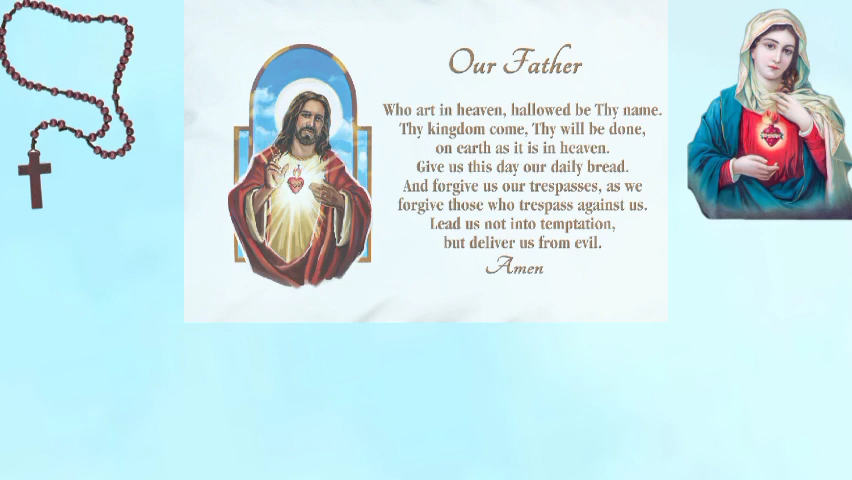 Our Father
Who art in heaven, hallowed be Thy name.
Thy kingdom come, Thy will be done,
on earth as it is in heaven.
Give us this day our daily bread.
And forgive us our trespasses, as we
forgive those who trespass against us.
Lead us not into temptation,
but deliver us from evil.
Amen